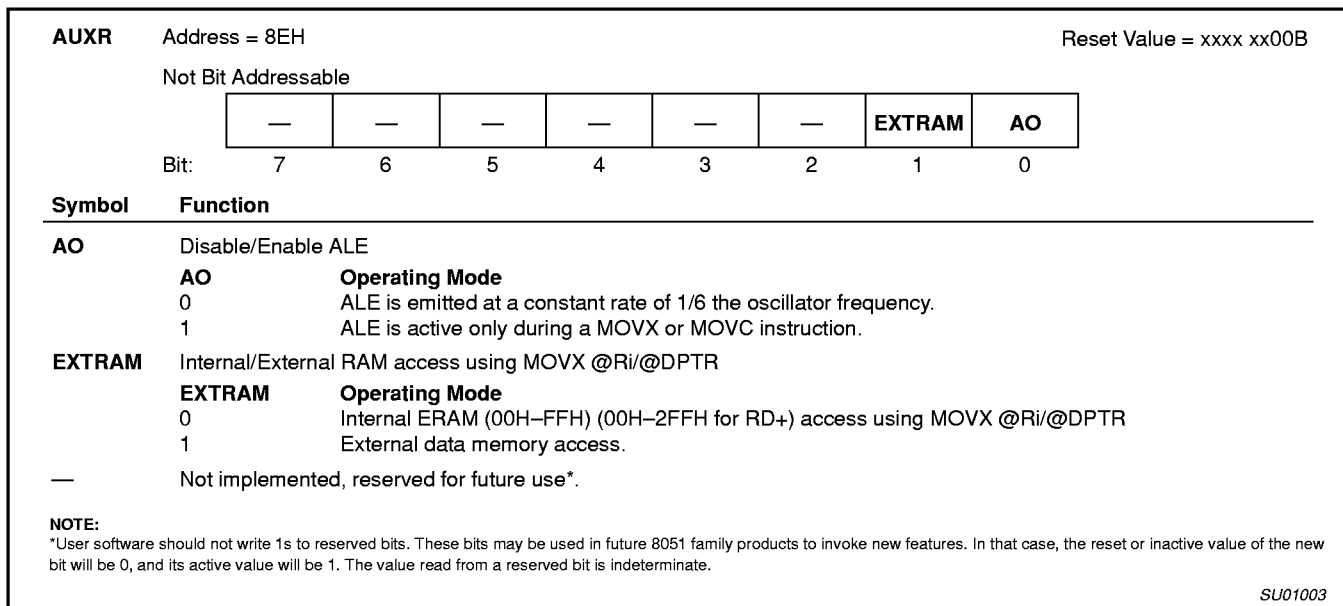 AUXR Address = 8EH Reset Value = xxxx xx00B
Not Bit Addressable
— — — — — — EXTRAM AO
Bit: 7 6 5 4 3 2 1 0
Symbol Function
AO Disable/Enable ALE
AO Operating Mode
0 ALE is emitted at a constant rate of 1/6 the oscillator frequency.
1 ALE is active only during a MOVX or MOVC instruction.
EXTRAM Internal/External RAM access using MOVX @Ri/@DPTR
EXTRAM Operating Mode
0 Internal ERAM (00H–FFH) (00H–2FFH for RD+) access using MOVX @Ri/@DPTR
1 External data memory access.
— Not implemented, reserved for future use*.
NOTE:
*User software should not write 1s to reserved bits. These bits may be used in future 8051 family products to invoke new features. In that case, the reset or inactive value of the new
bit will be 0, and its active value will be 1. The value read from a reserved bit is indeterminate.
SU01003